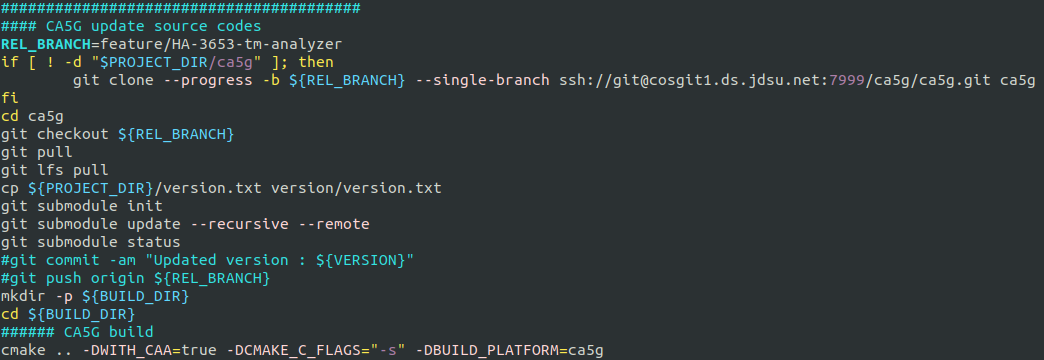 ########################################
#### CA5G update source codes
REL_BRANCH=feature/HA-3653-tm-analyzer
if [ ! -d "$PROJECT_DIR/ca5g" ]; then
        git clone --progress -b ${REL_BRANCH} --single-branch ssh://git@cosgit1.ds.jdsu.net:7999/ca5g/ca5g.git ca5g
fi
cd ca5g
git checkout ${REL_BRANCH}
git pull
git lfs pull
cp ${PROJECT_DIR}/version.txt version/version.txt
git submodule init
git submodule update --recursive --remote
git submodule status
#git commit -am "Updated version : ${VERSION}"
#git push origin ${REL_BRANCH}
mkdir -p ${BUILD_DIR}
cd ${BUILD_DIR}
###### CA5G build
cmake .. -DWITH_CAA=true -DCMAKE_C_FLAGS="-s" -DBUILD_PLATFORM=ca5g